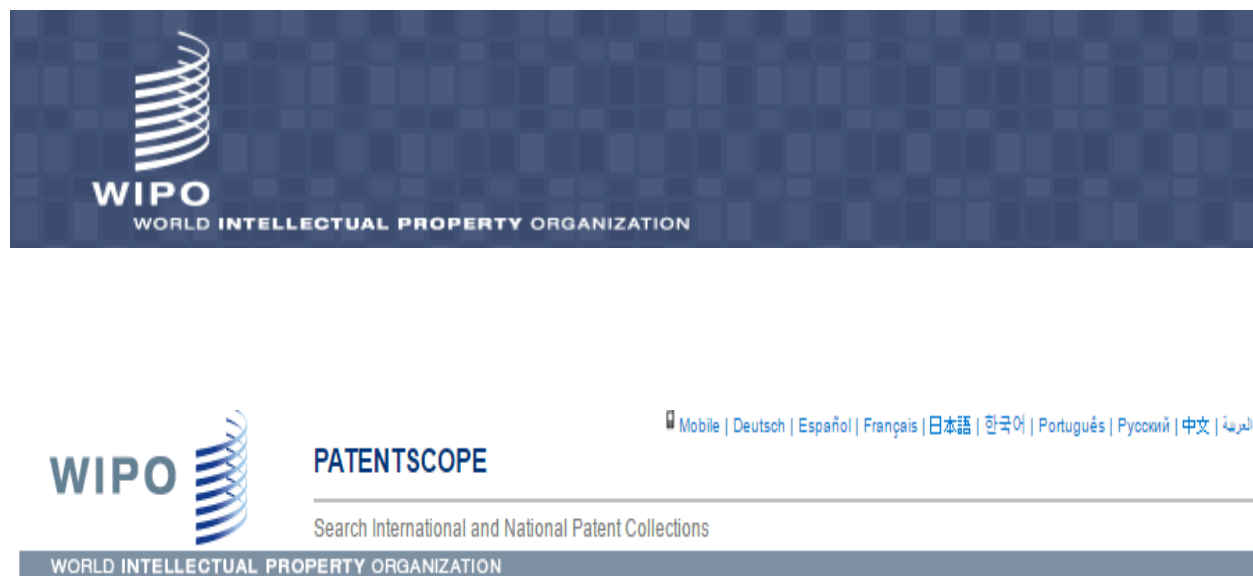 WIPO
WORLD INTELLECTUAL PROPERTY ORGANIZATION
Mobile | Deutsch | Español | Français | 日本語 | 한국어 | Português | Русский | 中文 | العربية
WIPO
PATENTSCOPE
Search International and National Patent Collections
WORLD INTELLECTUAL PROPERTY ORGANIZATION